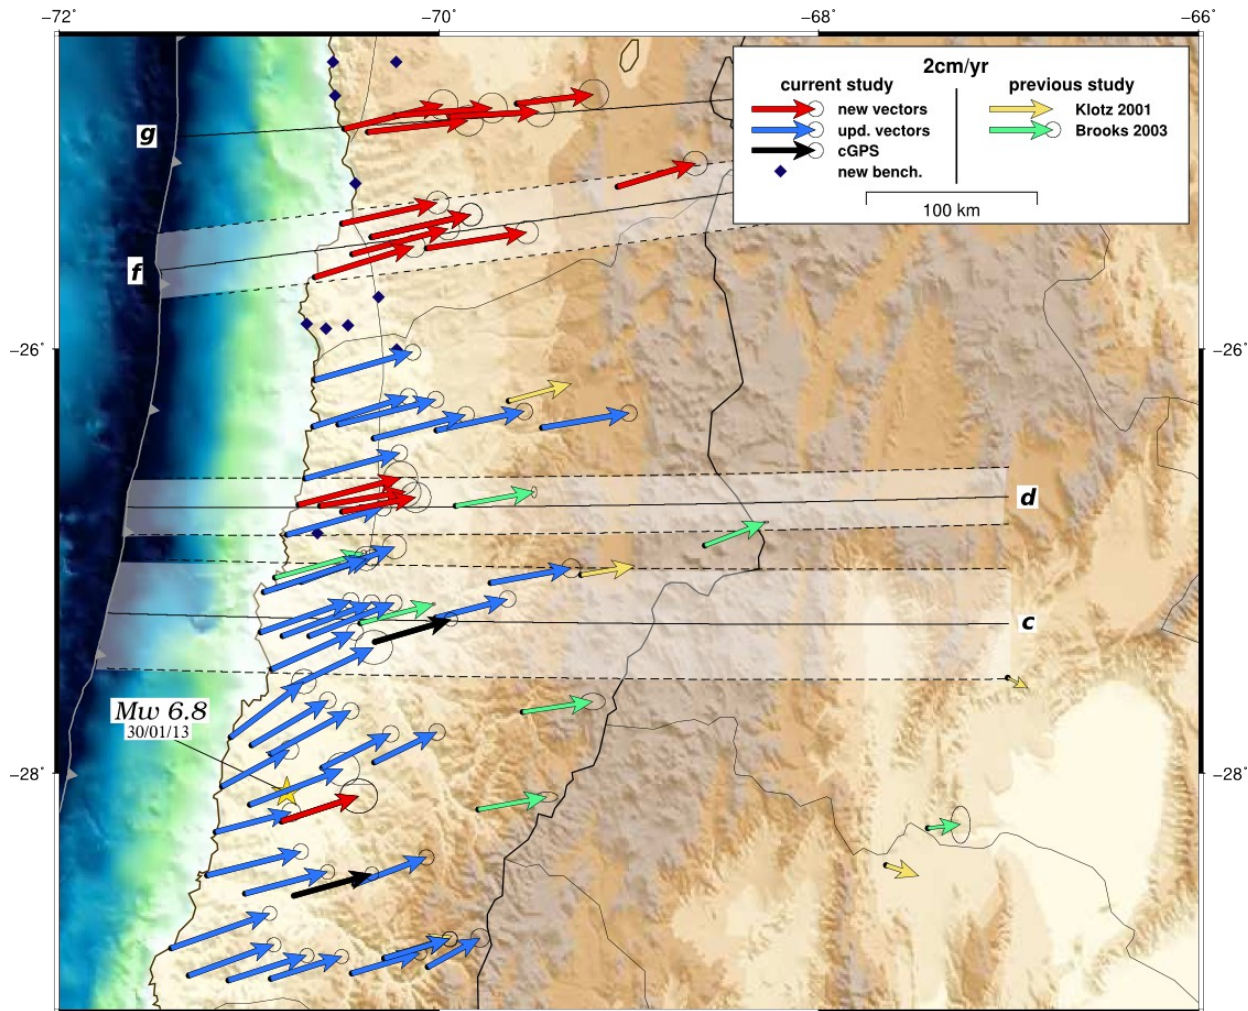 −72˚ −70˚ −68˚ −66˚
2cm/yr
current study previous study
new vectors Klotz 2001
upd. vectors Brooks 2003
cGPS
new bench.
100 km
g
f
−26˚ −26˚
d
c
Mw 6.8
30/01/13
−28˚ −28˚